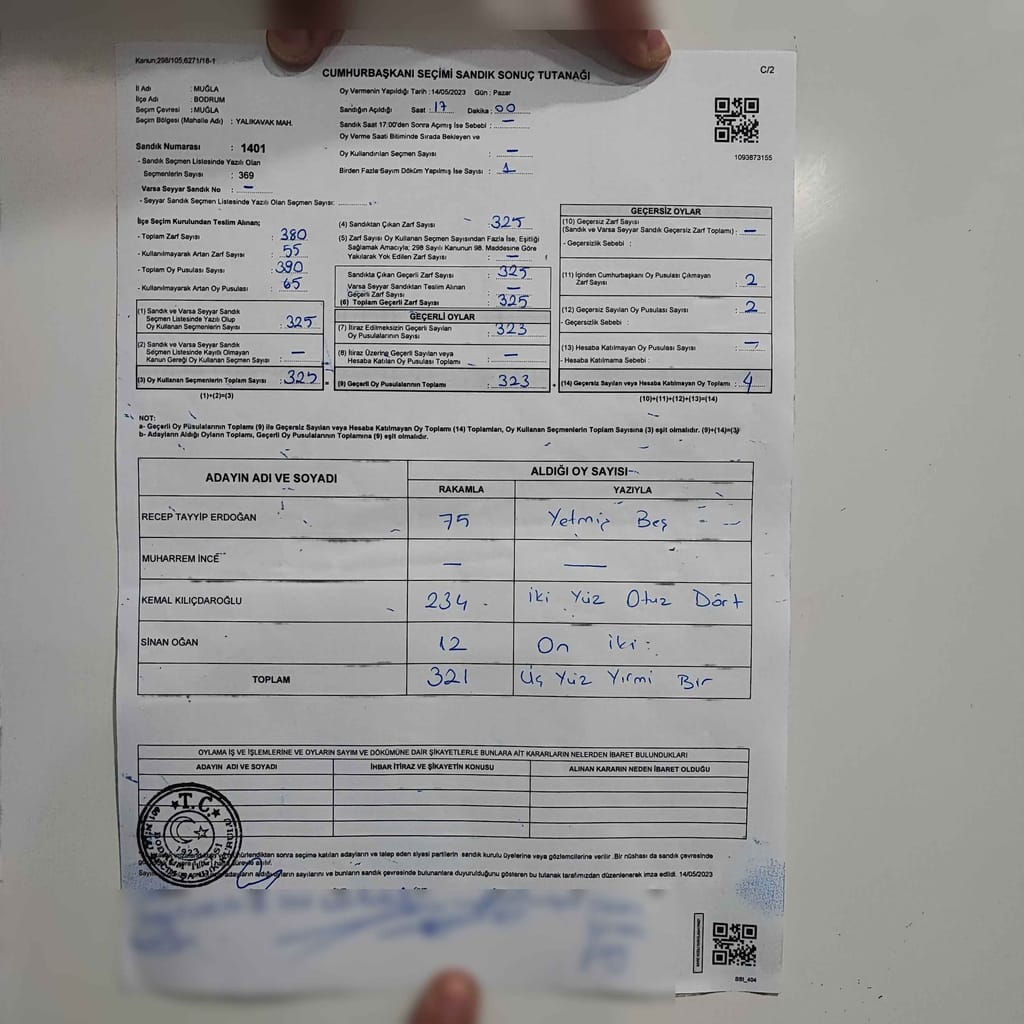 Kanun;298/105,6271/18-1
CUMHURBAŞKANI SEÇİMİ SANDIK SONUÇ TUTANAĞI
C/2
İl Adı : MUĞLA
İlçe Adı : BODRUM
Seçim Çevresi : MUĞLA
Seçim Bölgesi (Mahalle Adı) : YALIKAVAK MAH.
Oy Vermenin Yapıldığı Tarih : 14/05/2023 Gün : Pazar
Sandığın Açıldığı Saat : 17 Dakika : 00
Sandık Saat 17:00'den Sonra Açımış İse Sebebi : —
Oy Verme Saati Bitiminde Sırada Bekleyen ve
Oy Kullandırılan Seçmen Sayısı : —
Birden Fazla Sayım Döküm Yapılmış İse Sayısı : 1
1093873155
Sandık Numarası : 1401
- Sandık Seçmen Listesinde Yazılı Olan
Seçmenlerin Sayısı : 369
Varsa Seyyar Sandık No : —
- Seyyar Sandık Seçmen Listesinde Yazılı Olan Seçmen Sayısı:
İlçe Seçim Kurulundan Teslim Alınan;
- Toplam Zarf Sayısı : 380
- Kullanılmayarak Artan Zarf Sayısı : 55
- Toplam Oy Pusulası Sayısı : 390
- Kullanılmayarak Artan Oy Pusulası : 65
(1) Sandık ve Varsa Seyyar Sandık
Seçmen Listesinde Yazılı Olup
Oy Kullanan Seçmenlerin Sayısı : 325
(2) Sandık ve Varsa Seyyar Sandık
Seçmen Listesinde Kayıtlı Olmayan
Kanun Gereği Oy Kullanan Seçmen Sayısı : —
(3) Oy Kullanan Seçmenlerin Toplam Sayısı : 325
(1)+(2)=(3)
(4) Sandıktan Çıkan Zarf Sayısı : 325
(5) Zarf Sayısı Oy Kullanan Seçmen Sayısından Fazla İse, Eşitliği
Sağlamak Amacıyla; 298 Sayılı Kanunun 98. Maddesine Göre
Yakılarak Yok Edilen Zarf Sayısı : —
Sandıkta Çıkan Geçerli Zarf Sayısı : 325
Varsa Seyyar Sandıktan Teslim Alınan
Geçerli Zarf Sayısı : —
(6) Toplam Geçerli Zarf Sayısı : 325
GEÇERLİ OYLAR
(7) İtiraz Edilmeksizin Geçerli Sayılan
Oy Pusulalarının Sayısı : 323
(8) İtiraz Üzering Geçerli Sayılan veya
Hesaba Katılan Oy Pusulası Toplamı : —
(9) Geçerli Oy Pusulalarının Toplamı : 323
GEÇERSİZ OYLAR
(10) Geçersiz Zarf Sayısı
(Sandık ve Varsa Seyyar Sandık Geçersiz Zarf Toplamı) : —
- Geçersizlik Sebebi :
(11) İçinden Cumhurbaşkanı Oy Pusulası Çıkmayan
Zarf Sayısı : 2
(12) Geçersiz Sayılan Oy Pusulası Sayısı : 2
- Geçersizlik Sebebi :
(13) Hesaba Katılmayan Oy Pusulası Sayısı : —
- Hesaba Katılmama Sebebi :
(14) Geçersiz Sayılan veya Hesaba Katılmayan Oy Toplamı : 4
(10)+(11)+(12)+(13)=(14)
NOT:
a- Geçerli Oy Pusulalarının Toplamı (9) ile Geçersiz Sayılan veya Hesaba Katılmayan Oy Toplamı (14) Toplamları, Oy Kullanan Seçmenlerin Toplam Sayısına (3) eşit olmalıdır. (9)+(14)=(3)
b- Adayların Aldığı Oyların Toplamı, Geçerli Oy Pusulalarının Toplamına (9) eşit olmalıdır.
ADAYIN ADI VE SOYADI
ALDIĞI OY SAYISI
RAKAMLA YAZIYLA
RECEP TAYYİP ERDOĞAN 75 Yetmiş Beş
MUHARREM İNCE — —
KEMAL KILIÇDAROĞLU 234 İki Yüz Otuz Dört
SİNAN OĞAN 12 On iki
TOPLAM 321 Üç Yüz Yirmi Bir
OYLAMA İŞ VE İŞLEMLERİNE VE OYLARIN SAYIM VE DÖKÜMÜNE DAİR ŞİKAYETLERLE BUNLARA AİT KARARLARIN NELERDEN İBARET BULUNDUKLARI
ADAYIN ADI VE SOYADI İHBAR İTİRAZ VE ŞİKAYETİN KONUSU ALINAN KARARIN NEDEN İBARET OLDUĞU
T.C.
1923
sonra seçime katılan adayların ve talep eden siyasi partilerin sandık kurulu üyelerine veya gözlemcilerine verilir. Bir nüshası da sandık çevresinde
sayılarını ve bunların sandık çevresinde bulunanlara duyurulduğunu gösteren bu tutanak tarafımızdan düzenlenerek imza edildi. 14/05/2023
SSI_404